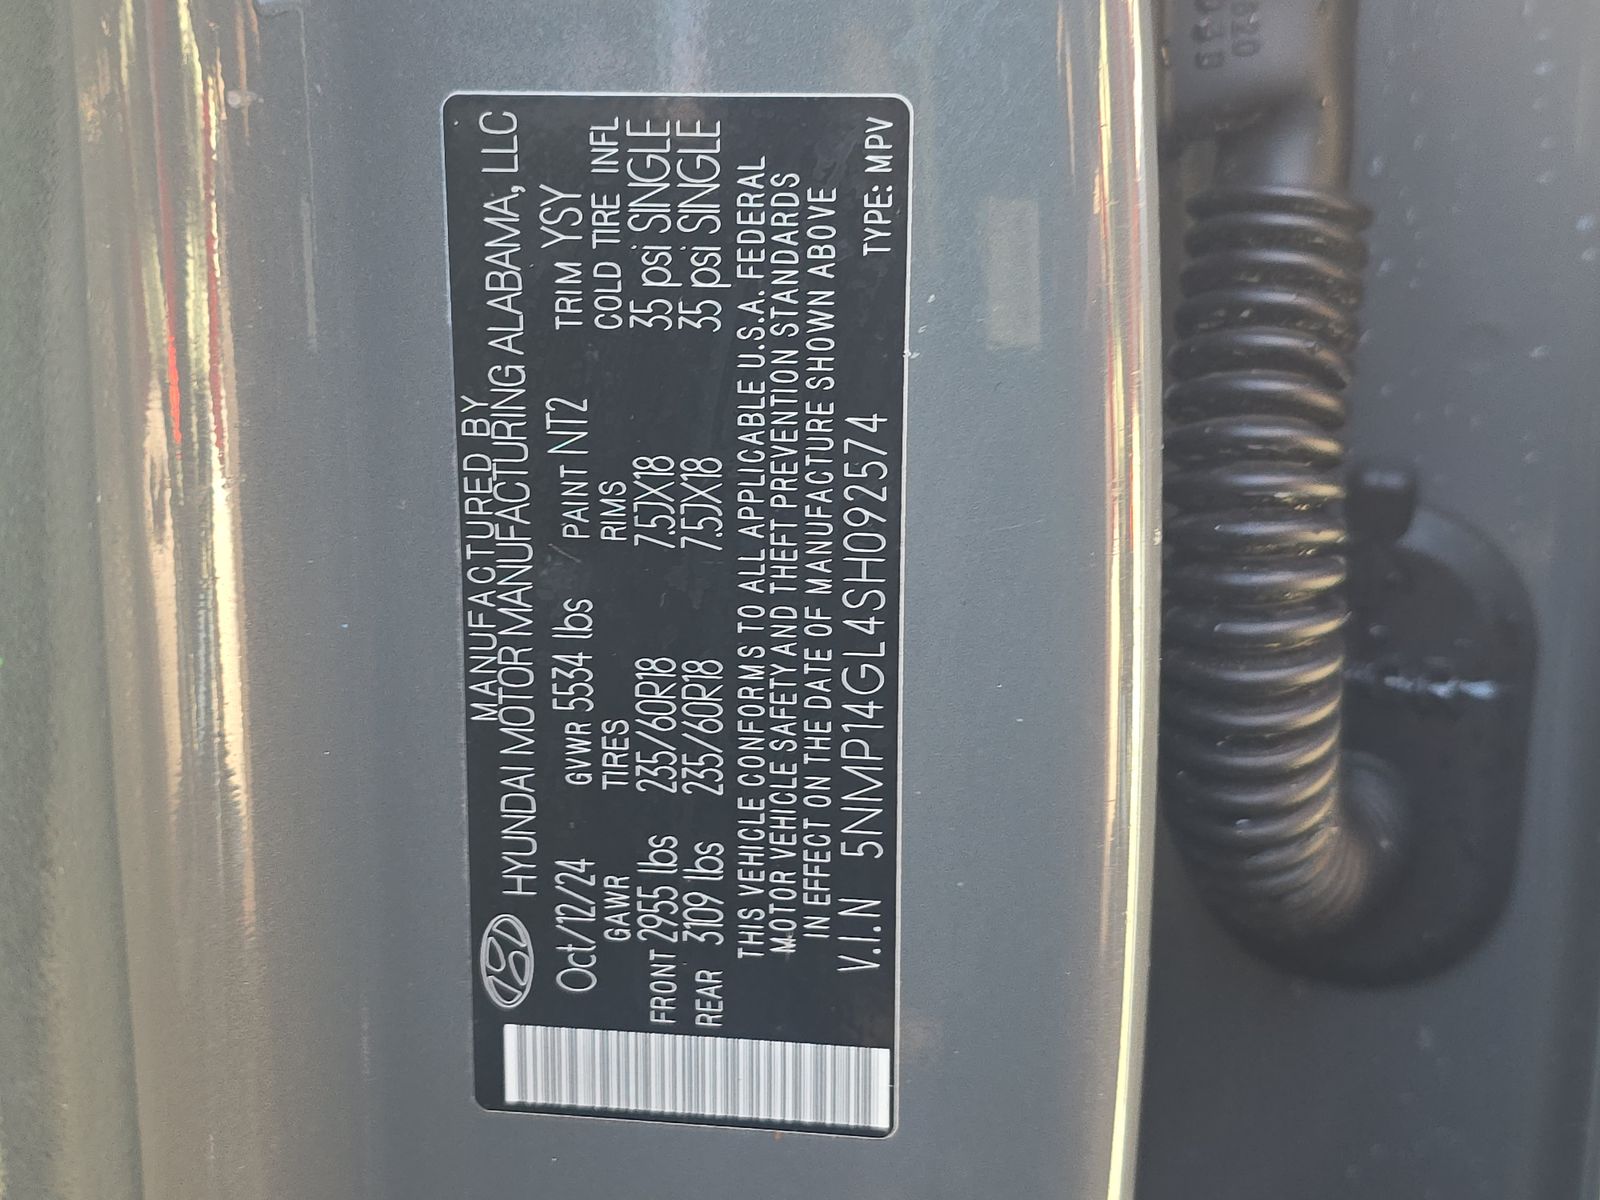 MANUFACTURED BY
HYUNDAI MOTOR MANUFACTURING ALABAMA, LLC
Oct/12/24 GVWR 5534 lbs PAINT NT2 TRIM YSY
GAWR TIRES RIMS COLD TIRE INFL
FRONT 2955 lbs 235/60R18 7.5JX18 35 psi SINGLE
REAR 3109 lbs 235/60R18 7.5JX18 35 psi SINGLE
THIS VEHICLE CONFORMS TO ALL APPLICABLE U.S.A. FEDERAL
MOTOR VEHICLE SAFETY AND THEFT PREVENTION STANDARDS
IN EFFECT ON THE DATE OF MANUFACTURE SHOWN ABOVE
V.I.N 5NMP14GL4SH092574 TYPE: MPV